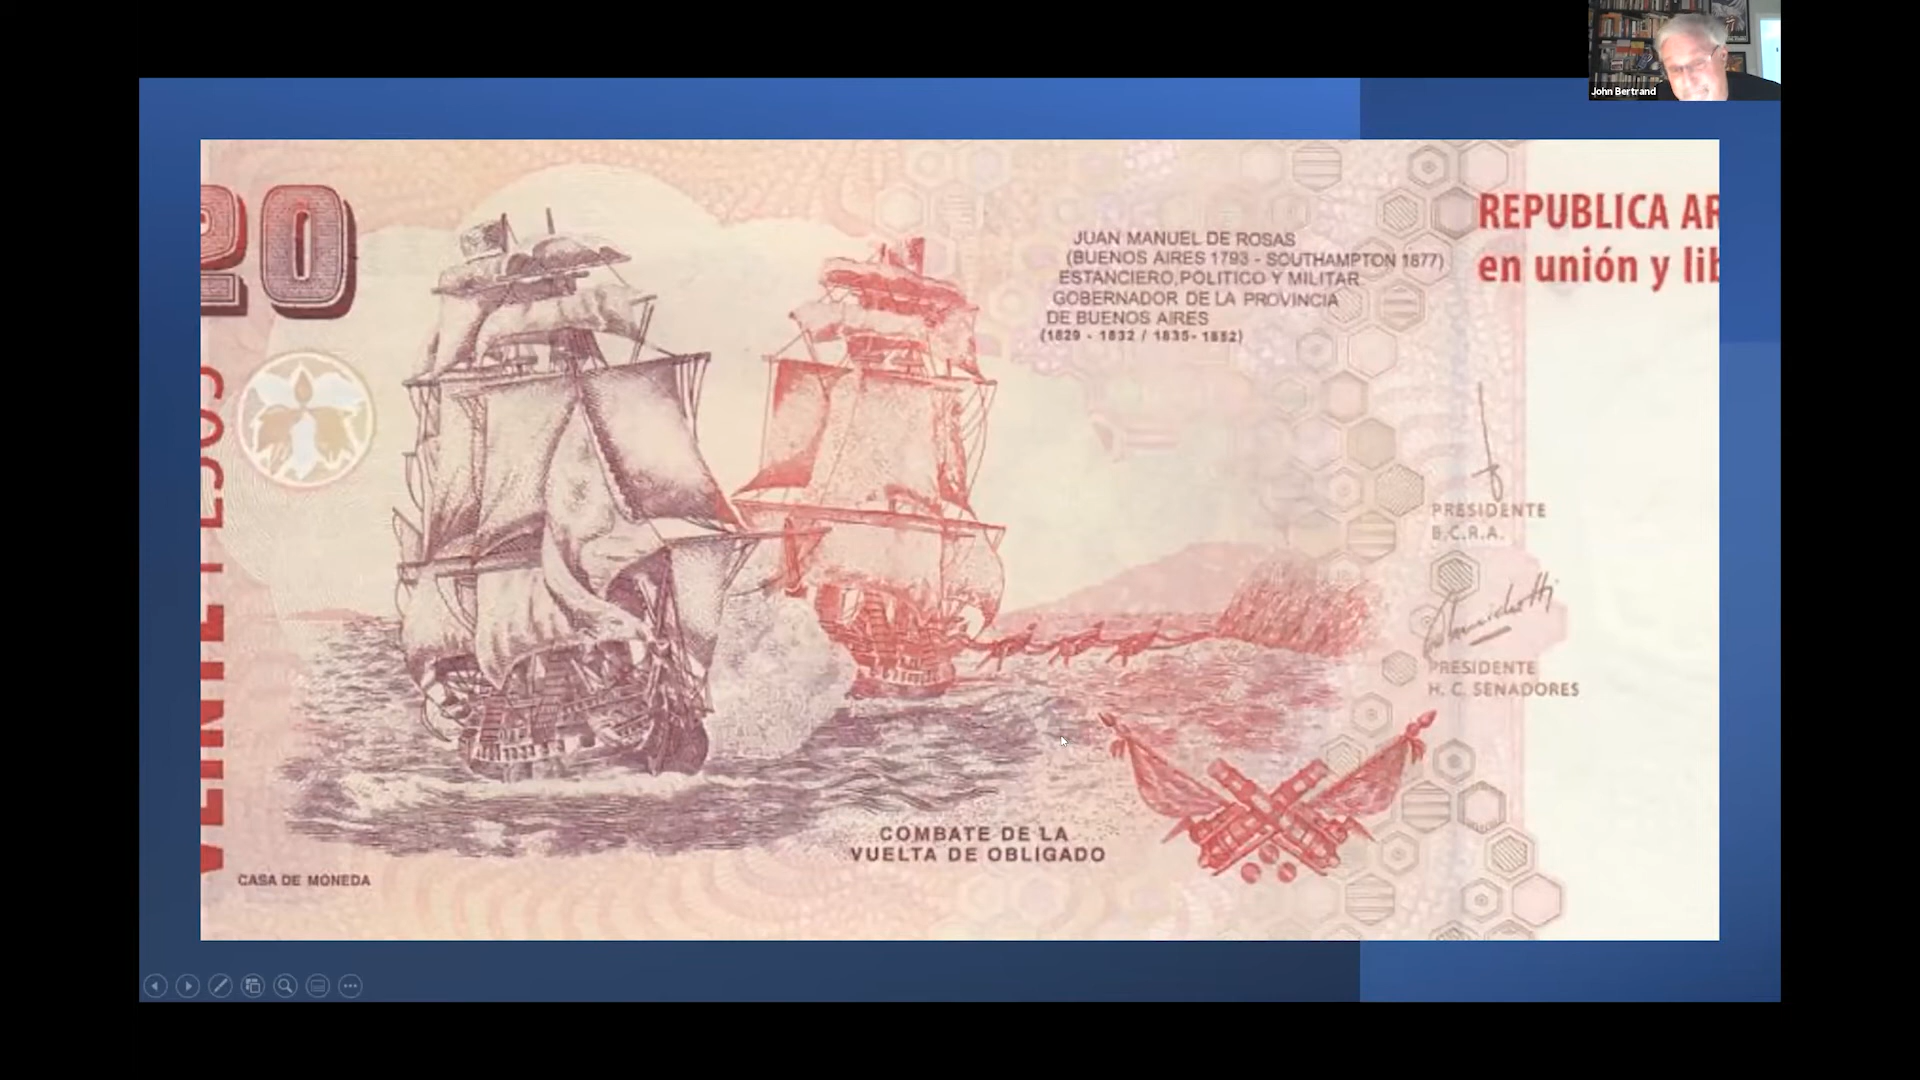 John Bertrand
20
REPUBLICA AR
en unión y lib
JUAN MANUEL DE ROSAS
(BUENOS AIRES 1793 - SOUTHAMPTON 1877)
ESTANCIERO, POLITICO Y MILITAR
GOBERNADOR DE LA PROVINCIA
DE BUENOS AIRES
(1829 - 1832 / 1835- 1852)
VEINTE PESOS
PRESIDENTE
B.C.R.A.
PRESIDENTE
H. C. SENADORES
COMBATE DE LA
VUELTA DE OBLIGADO
CASA DE MONEDA